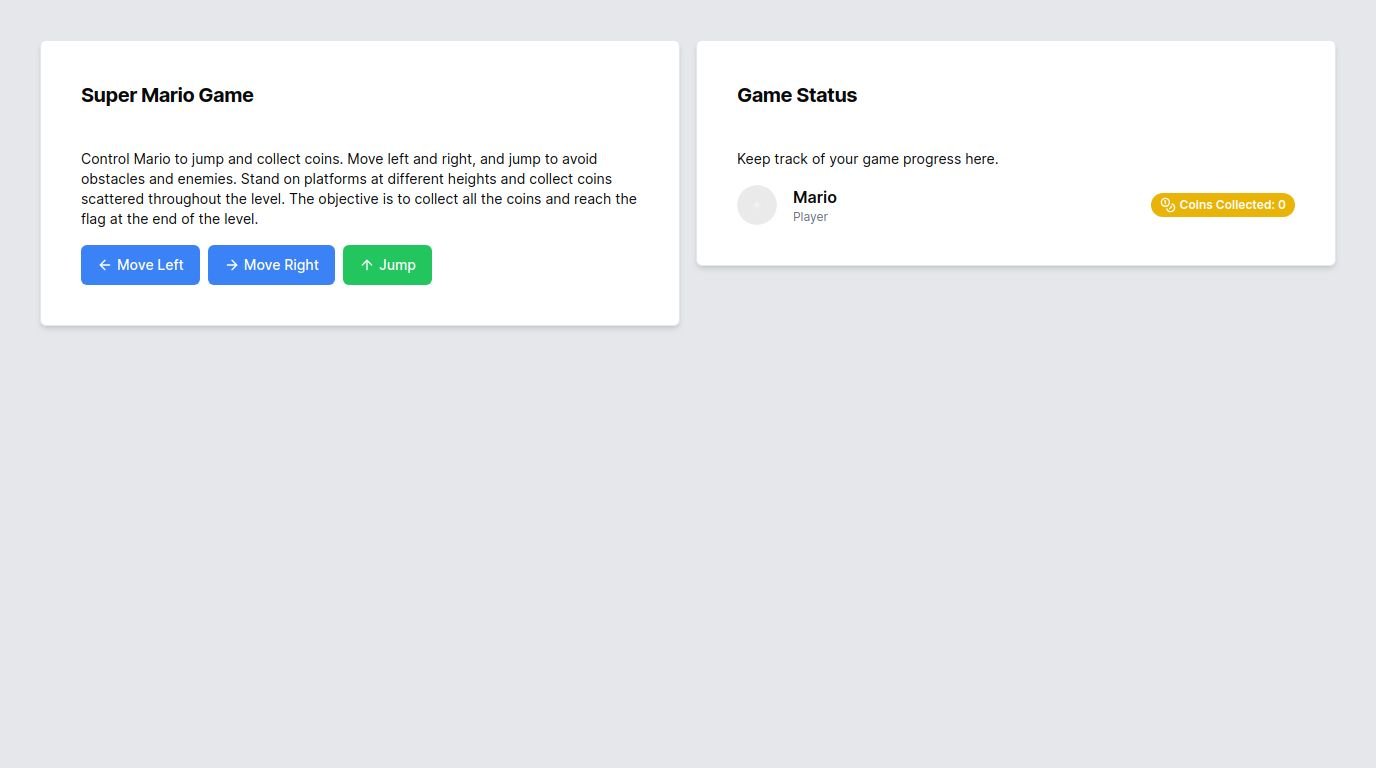 Super Mario Game
Control Mario to jump and collect coins. Move left and right, and jump to avoid
obstacles and enemies. Stand on platforms at different heights and collect coins
scattered throughout the level. The objective is to collect all the coins and reach the
flag at the end of the level.
Move Left
Move Right
Jump
Game Status
Keep track of your game progress here.
Mario
Player
Coins Collected: 0